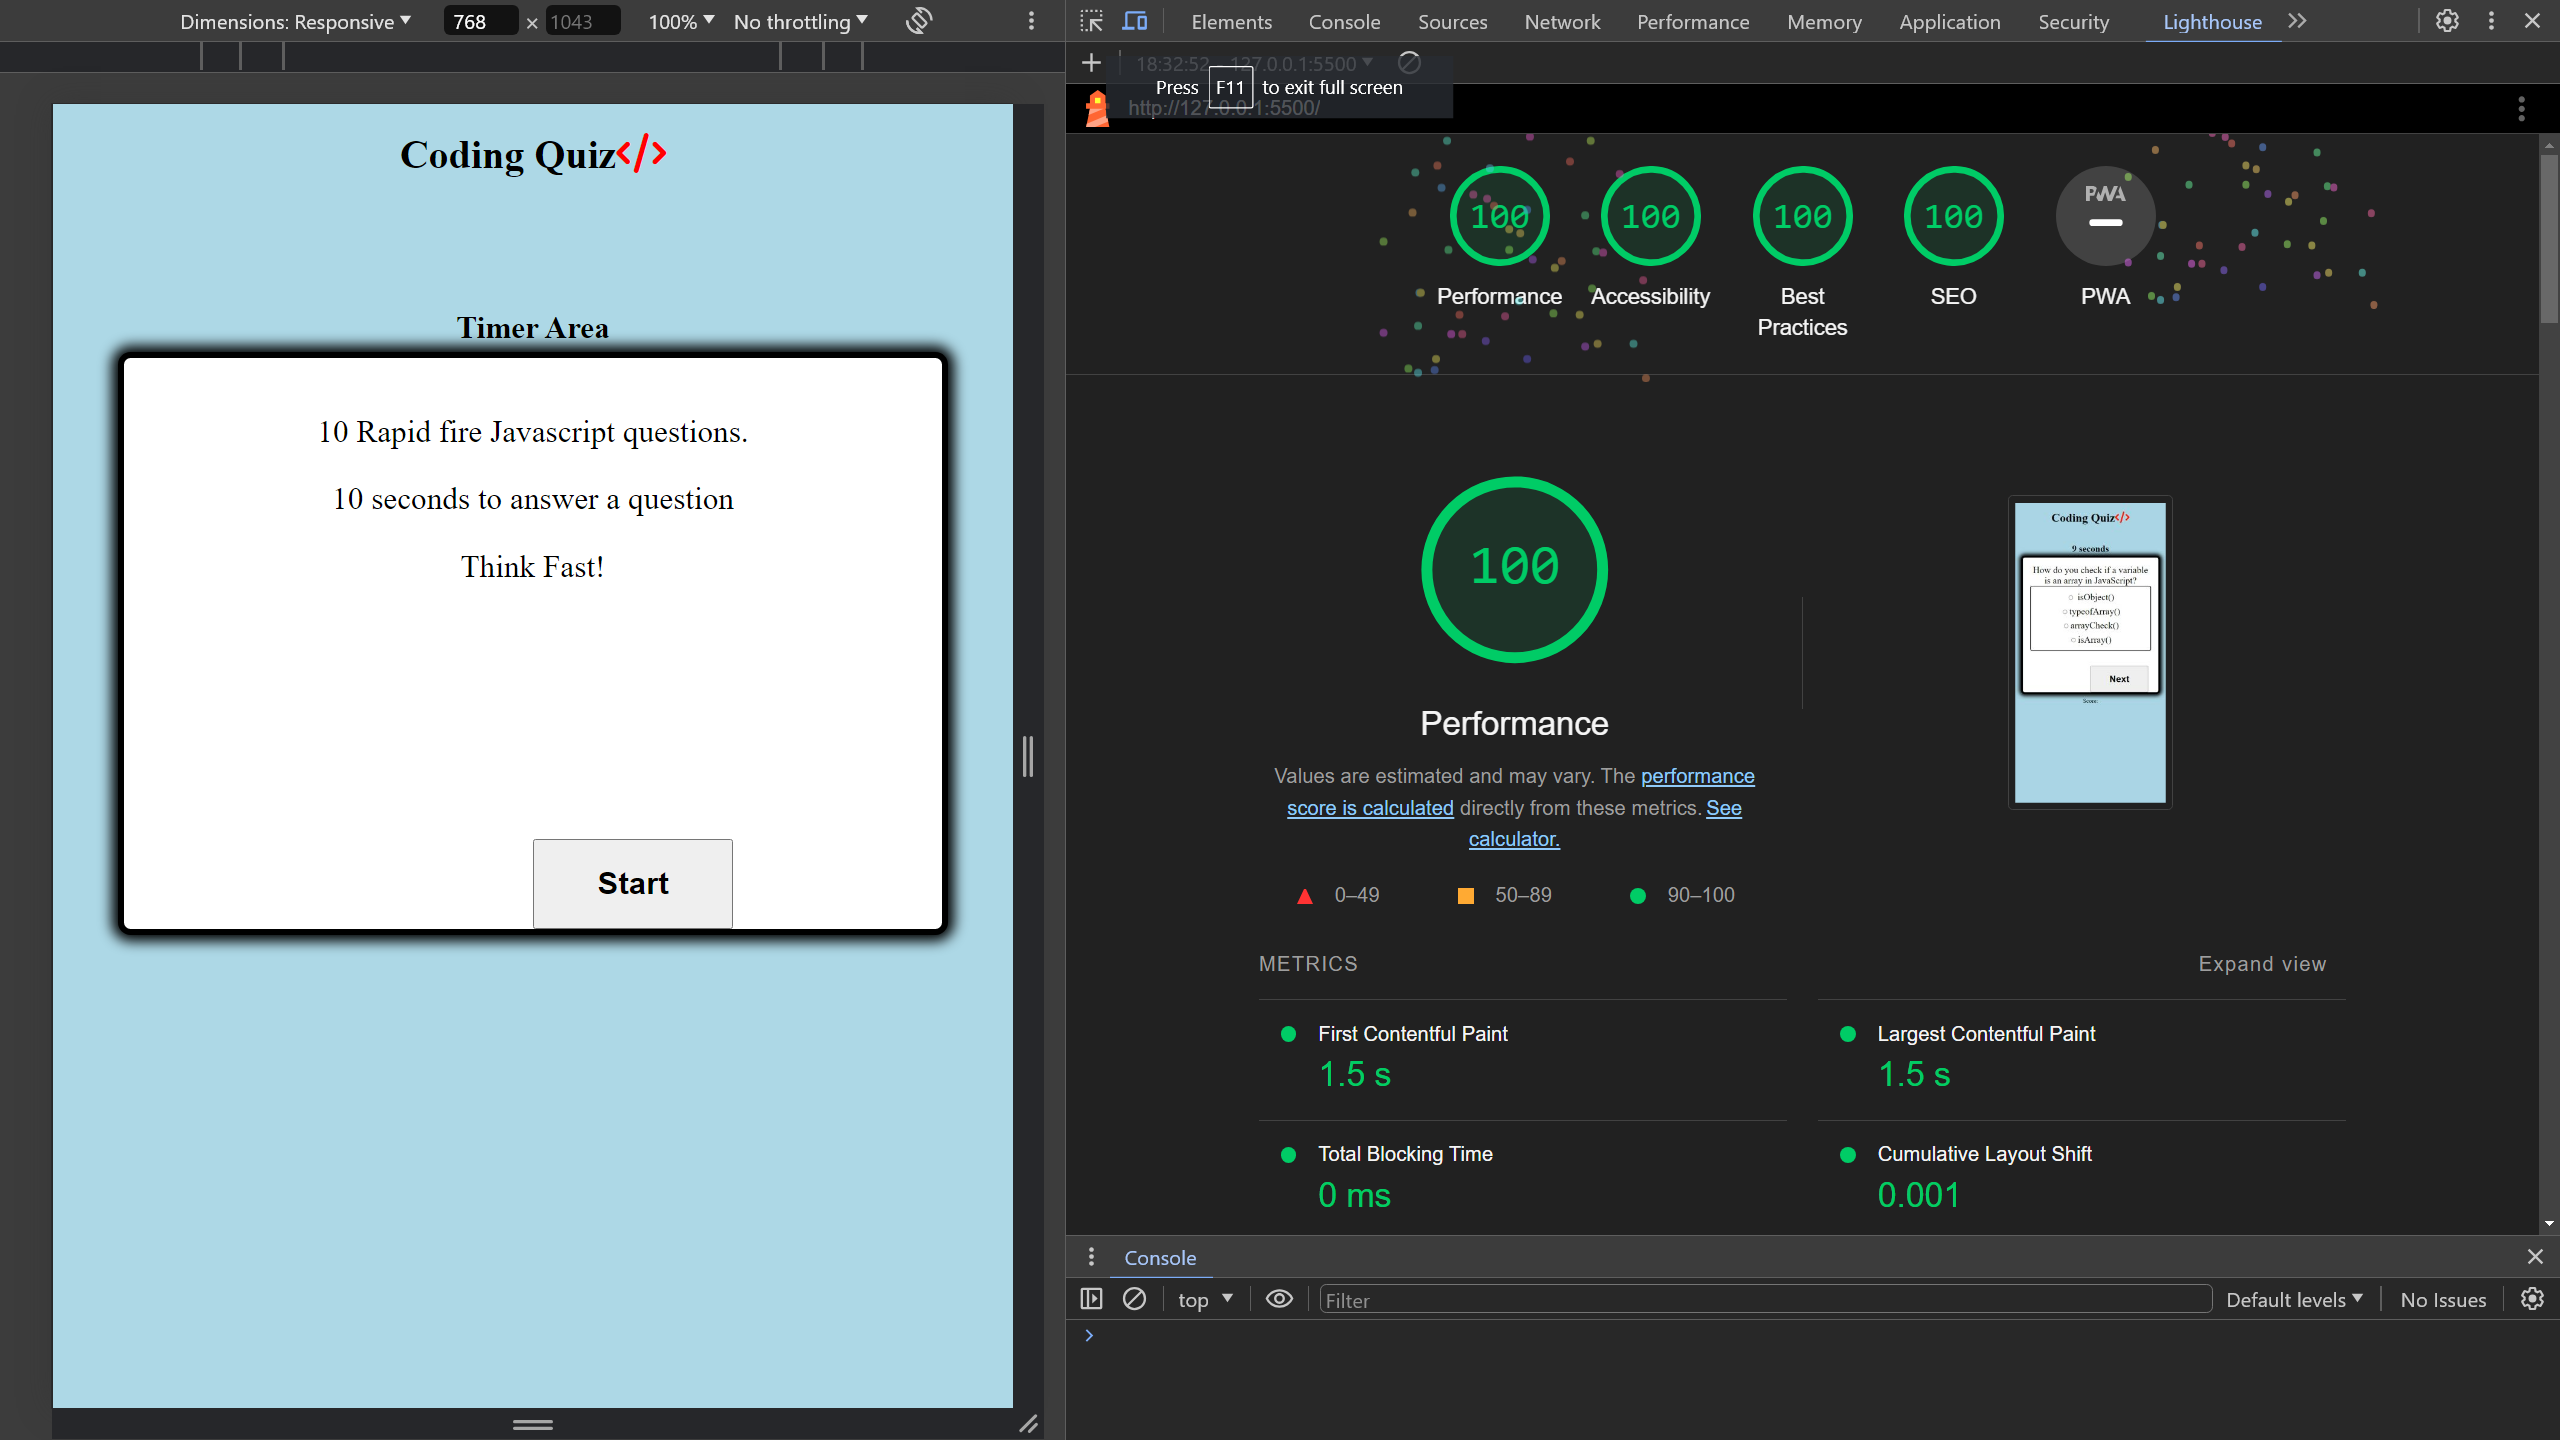 Dimensions: Responsive 768 × 1043 100% No throttling
Coding Quiz</>
Timer Area
10 Rapid fire Javascript questions.
10 seconds to answer a question
Think Fast!
Start
Elements Console Sources Network Performance Memory Application Security Lighthouse
18:32:52 - 127.0.0.1:5500
Press F11 to exit full screen
http://127.0.0.1:5500/
100 100 100 100 PWA
Performance Accessibility Best Practices SEO PWA
100
Performance
Values are estimated and may vary. The performance
score is calculated directly from these metrics. See
calculator.
0–49 50–89 90–100
Coding Quiz</>
9 seconds
How do you check if a variable
is an array in JavaScript?
isObject()
typeofArray()
arrayCheck()
isArray()
Next
Score:
METRICS Expand view
First Contentful Paint
1.5 s
Largest Contentful Paint
1.5 s
Total Blocking Time
0 ms
Cumulative Layout Shift
0.001
Console
top Filter Default levels No Issues